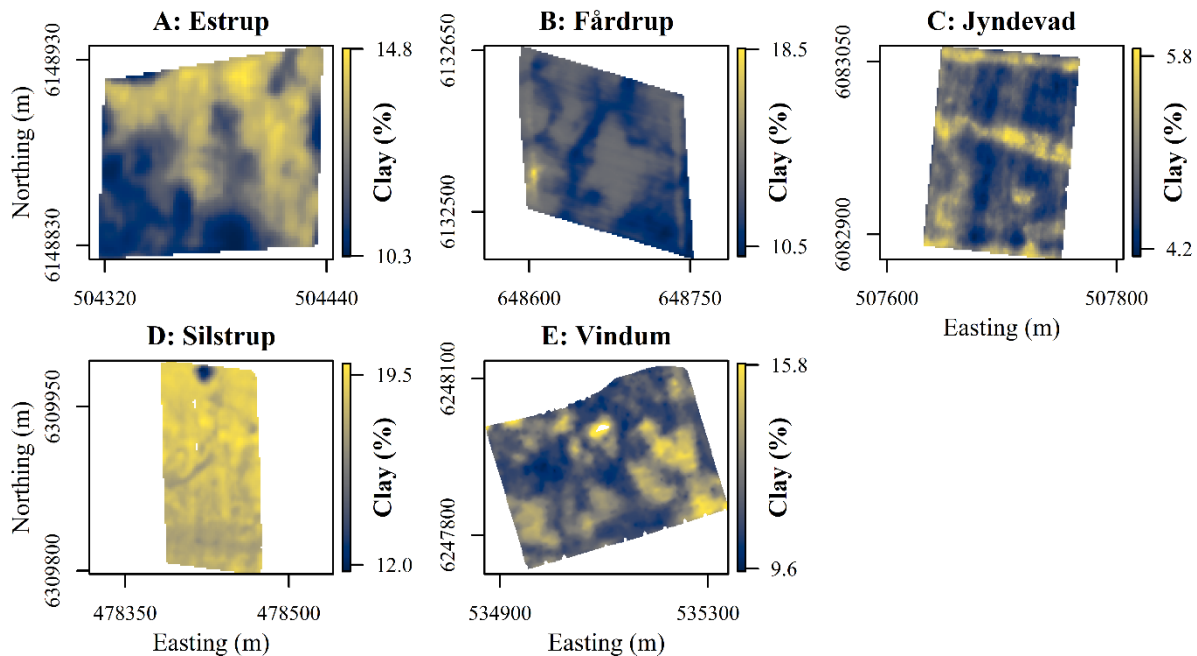 A: Estrup
6148930
6148830
Northing (m)
504320
504440
14.8
10.3
Clay (%)
B: Fårdrup
6132650
6132500
648600
648750
18.5
10.5
Clay (%)
C: Jyndevad
6083050
6082900
507600
507800
Easting (m)
5.8
4.2
Clay (%)
D: Silstrup
6309950
6309800
Northing (m)
478350
478500
Easting (m)
19.5
12.0
Clay (%)
E: Vindum
6248100
6247800
534900
535300
Easting (m)
15.8
9.6
Clay (%)